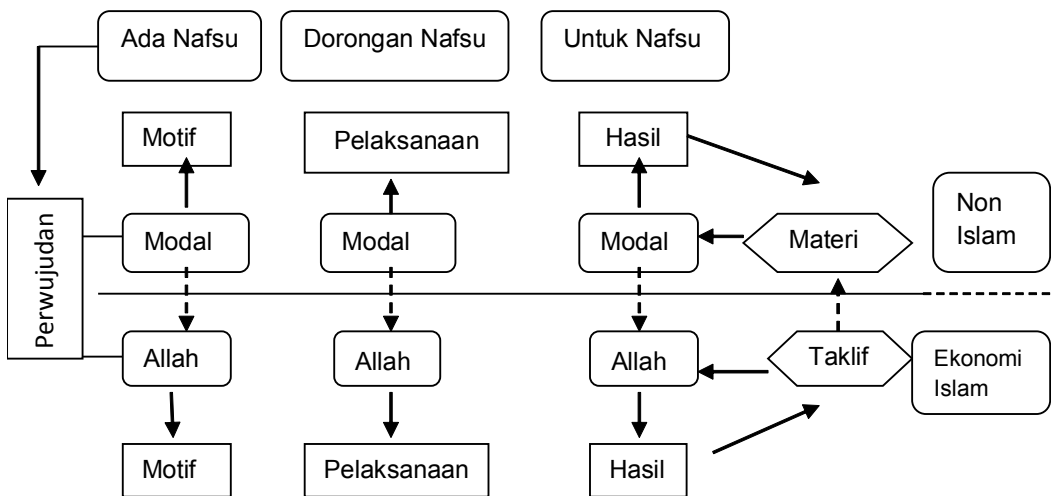 Ada Nafsu
Dorongan Nafsu
Untuk Nafsu
Motif
Pelaksanaan
Hasil
Perwujudan
Modal
Modal
Modal
Materi
Non
Islam
Allah
Allah
Allah
Taklif
Ekonomi
Islam
Motif
Pelaksanaan
Hasil